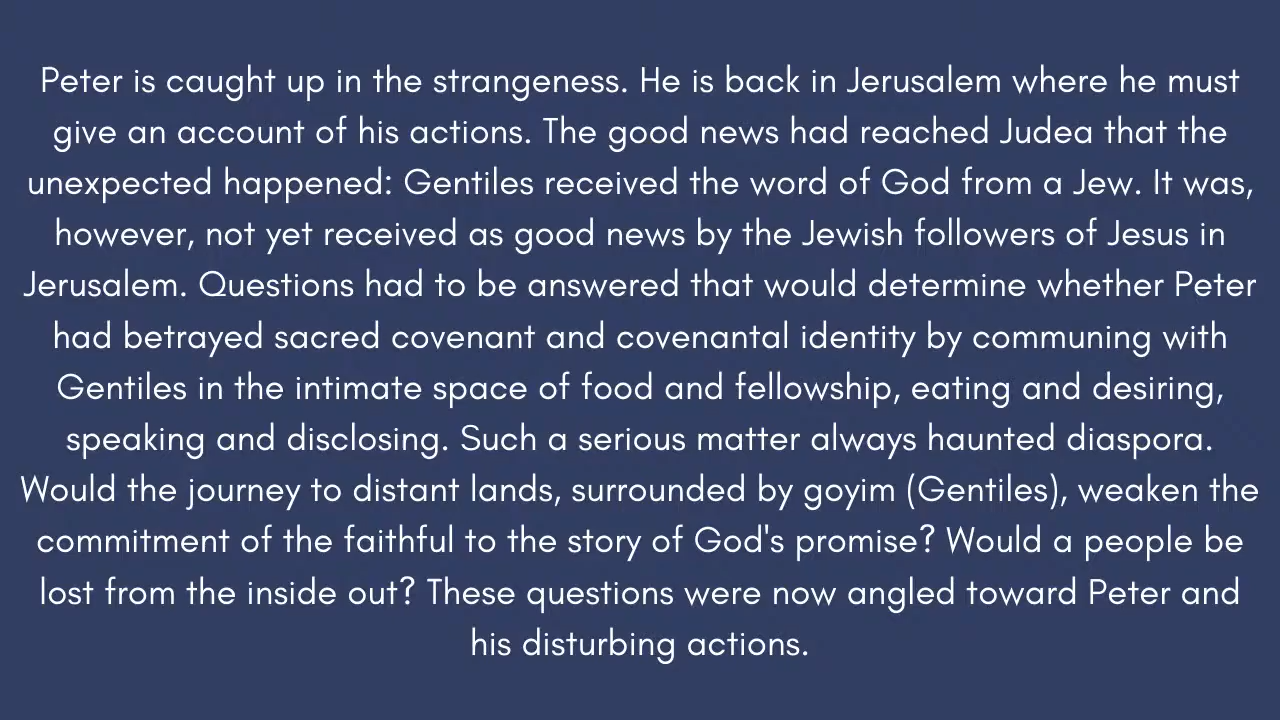 Peter is caught up in the strangeness. He is back in Jerusalem where he must
give an account of his actions. The good news had reached Judea that the
unexpected happened: Gentiles received the word of God from a Jew. It was,
however, not yet received as good news by the Jewish followers of Jesus in
Jerusalem. Questions had to be answered that would determine whether Peter
had betrayed sacred covenant and covenantal identity by communing with
Gentiles in the intimate space of food and fellowship, eating and desiring,
speaking and disclosing. Such a serious matter always haunted diaspora.
Would the journey to distant lands, surrounded by goyim (Gentiles), weaken the
commitment of the faithful to the story of God's promise? Would a people be
lost from the inside out? These questions were now angled toward Peter and
his disturbing actions.